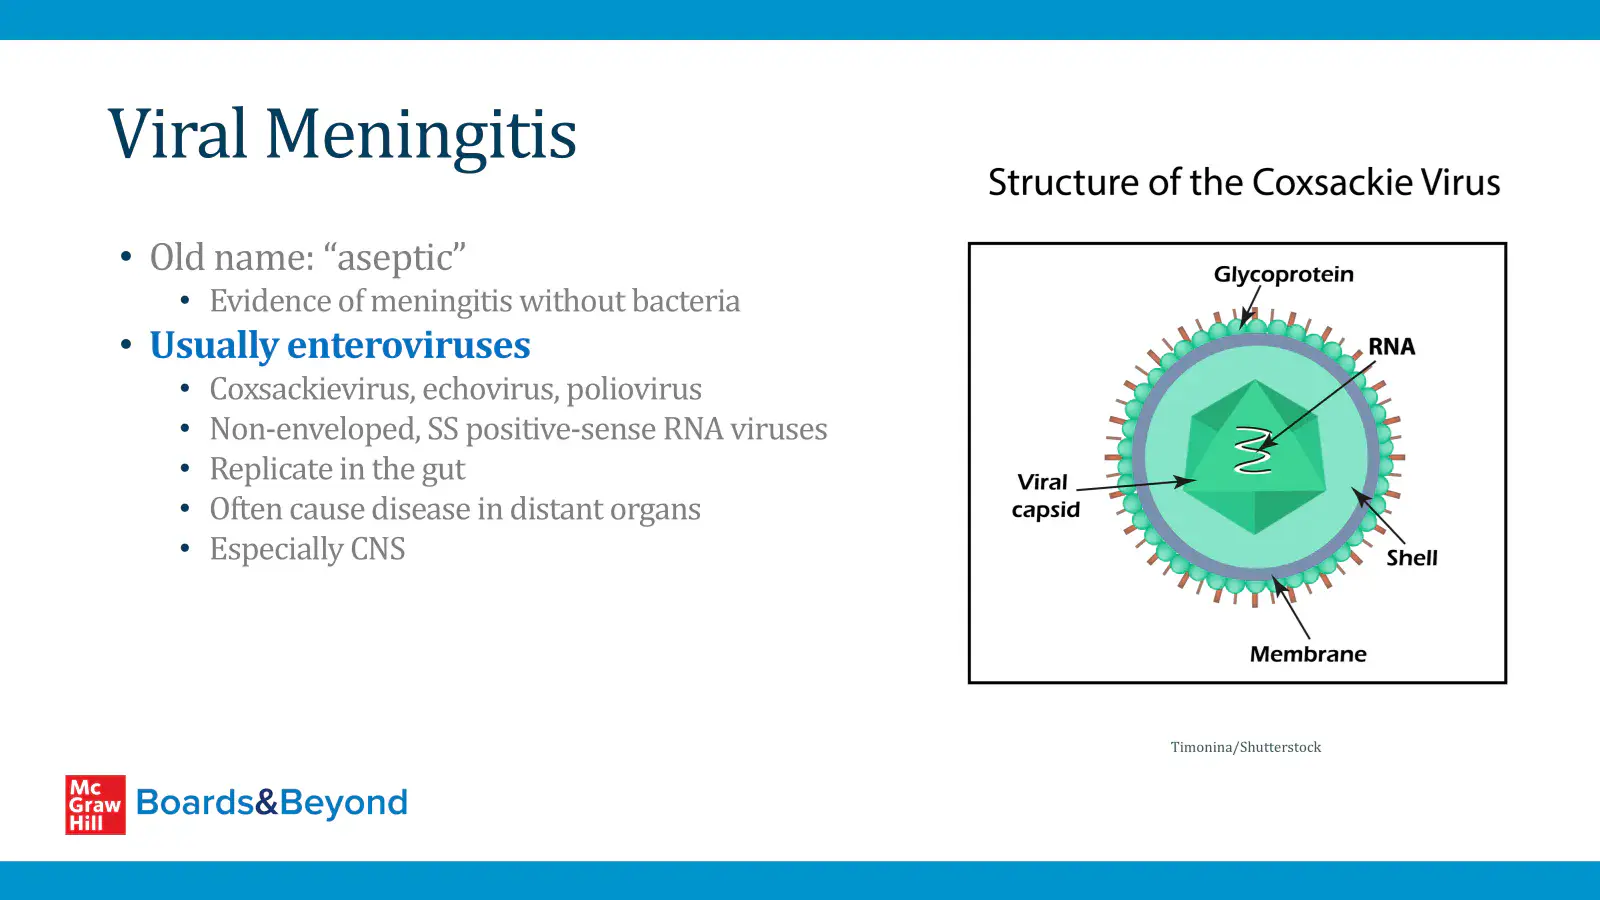 Viral Meningitis
• Old name: “aseptic”
• Evidence of meningitis without bacteria
• Usually enteroviruses
• Coxsackievirus, echovirus, poliovirus
• Non-enveloped, SS positive-sense RNA viruses
• Replicate in the gut
• Often cause disease in distant organs
• Especially CNS
Structure of the Coxsackie Virus
Glycoprotein
RNA
Viral
capsid
Shell
Membrane
Timonina/Shutterstock
Mc
Graw
Hill
Boards&Beyond